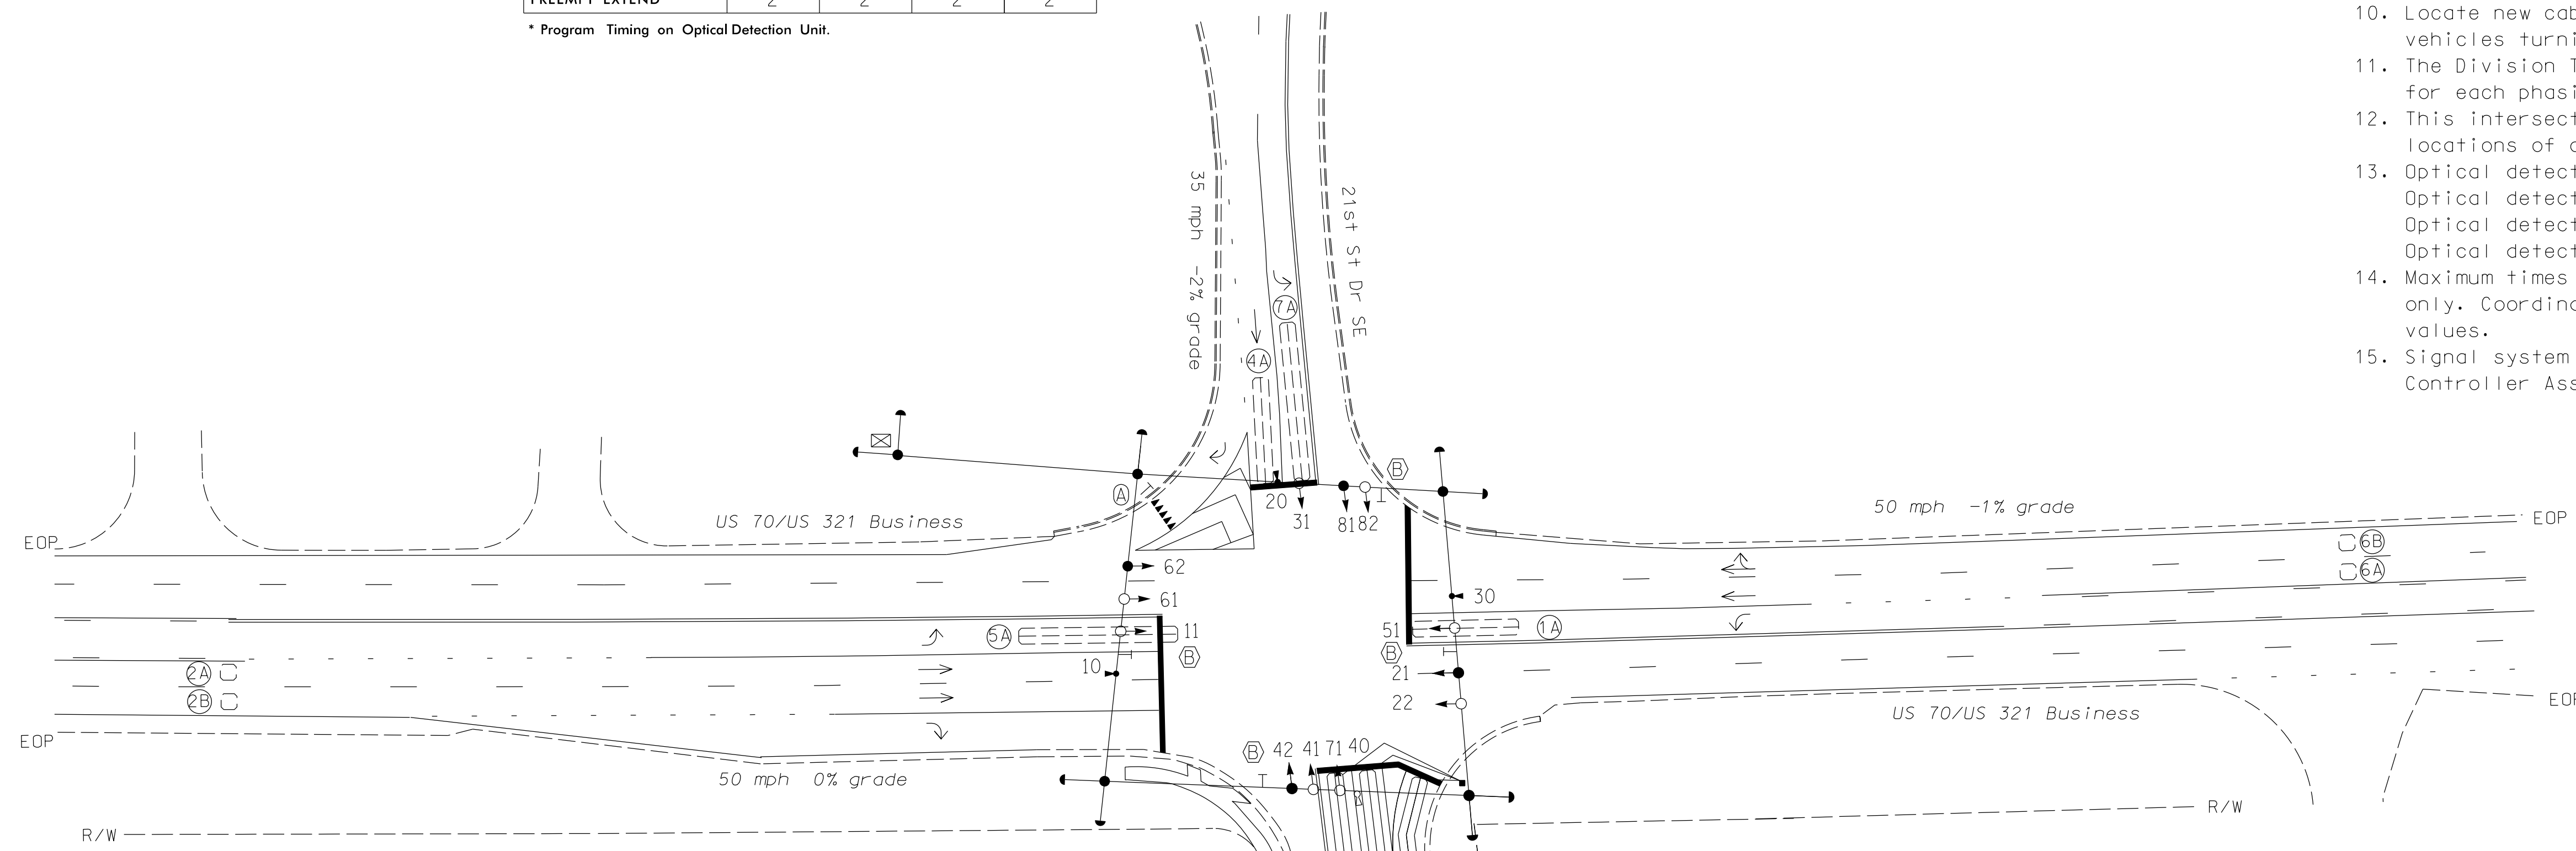 PREEMPT EXTEND 2 2 2 2
* Program Timing on Optical Detection Unit.
10. Locate new cab
vehicles turni
11. The Division T
for each phasi
12. This intersect
locations of
13. Optical detect
Optical detect
Optical detect
Optical detect
14. Maximum times
only. Coordina
values.
15. Signal system
Controller Ass
35 mph -2% grade
21st St Dr SE
7A
4A
A
B
20
31
81 82
US 70/US 321 Business
50 mph -1% grade
EOP
EOP
6B
6A
62
61
30
5A
11
51
1A
B
B
10
21
22
2A
2B
US 70/US 321 Business
EOP
EOP
B 42 41 71 40
50 mph 0% grade
R/W
R/W